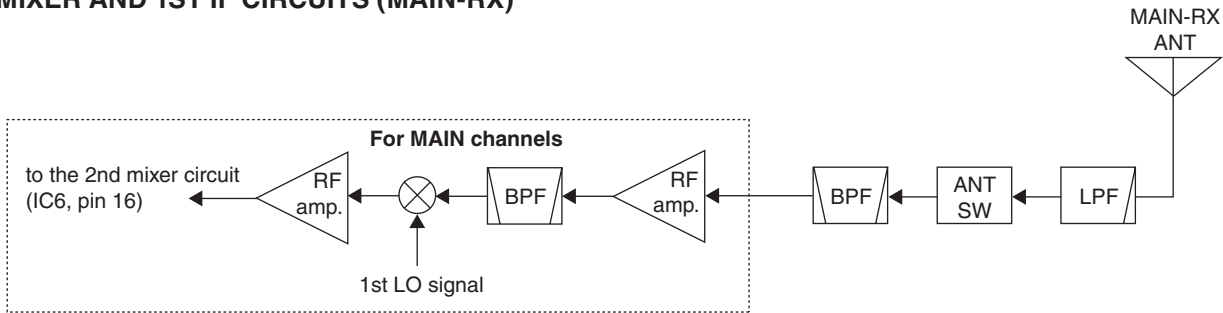 MIXER AND 1ST IF CIRCUITS (MAIN-RX)
MAIN-RX
ANT
For MAIN channels
to the 2nd mixer circuit
(IC6, pin 16)
RF
amp.
BPF
RF
amp.
BPF
ANT
SW
LPF
1st LO signal